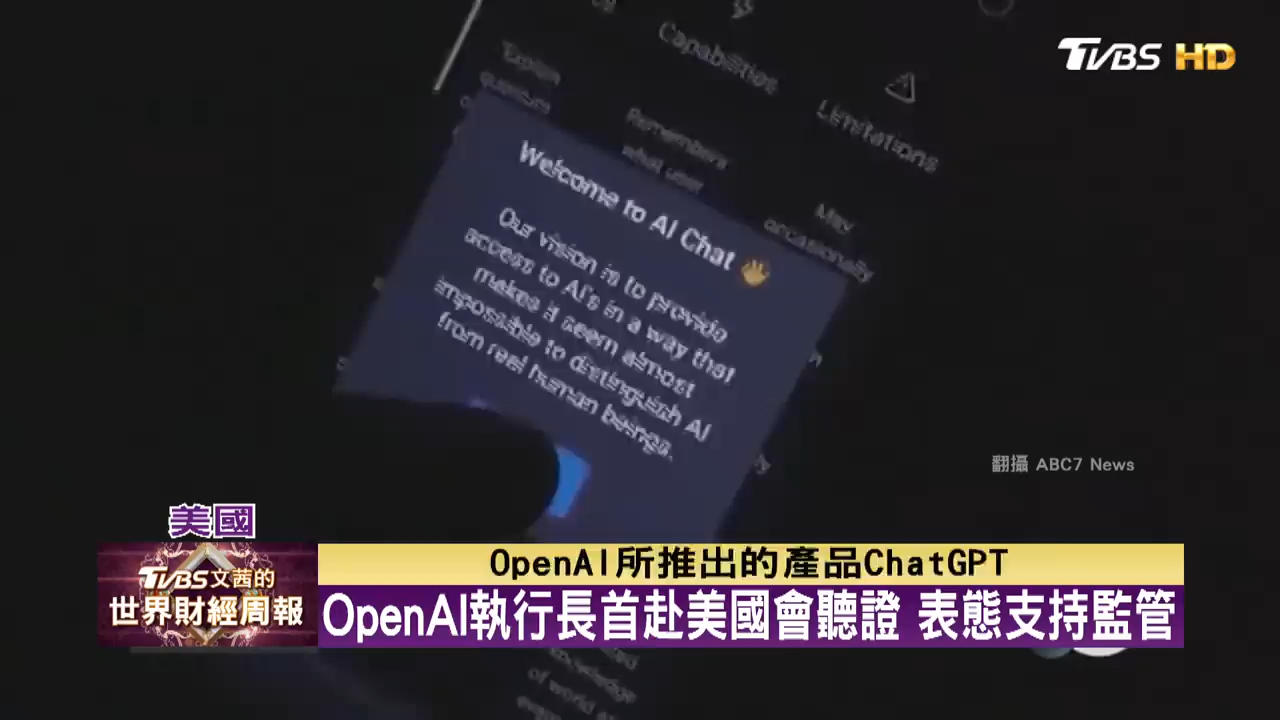 TVBS HD
Capabilities
Limitations
"Explain
quantum
Remembers
what user
May
occasionally
Welcome to AI Chat 👋
Our vision is to provide
access to AI's in a way that
makes it seem almost
impossible to distinguish AI
from real human beings.
翻攝 ABC7 News
美國
OpenAI所推出的產品ChatGPT
TVBS文茜的
世界財經周報
OpenAI執行長首赴美國會聽證 表態支持監管
knowledge
of world